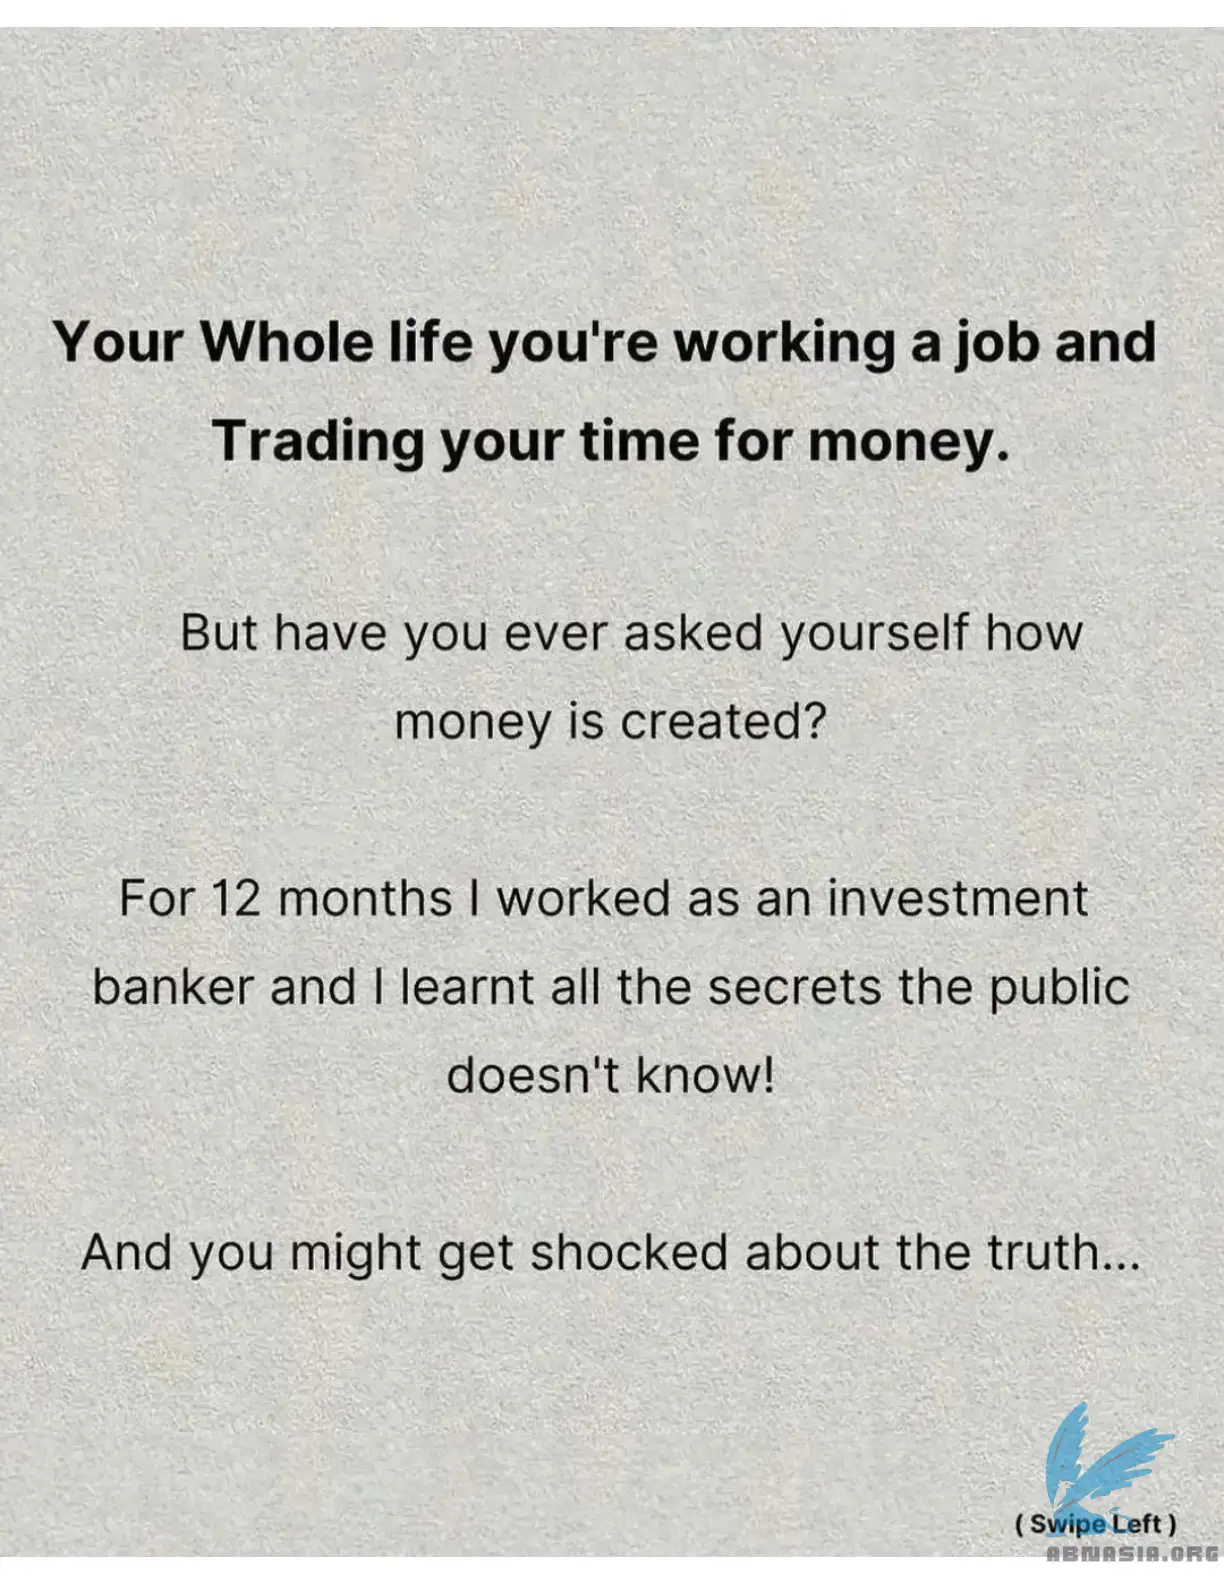 Your Whole life you're working a job and
Trading your time for money.
But have you ever asked yourself how
money is created?
For 12 months I worked as an investment
banker and I learnt all the secrets the public
doesn't know!
And you might get shocked about the truth...
( Swipe Left )
ABNASIA.ORG